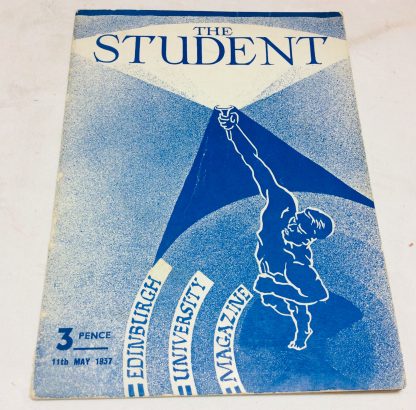 THE
STUDENT
EDINBURGH
UNIVERSITY
MAGAZINE
3 PENCE
11th MAY 1937